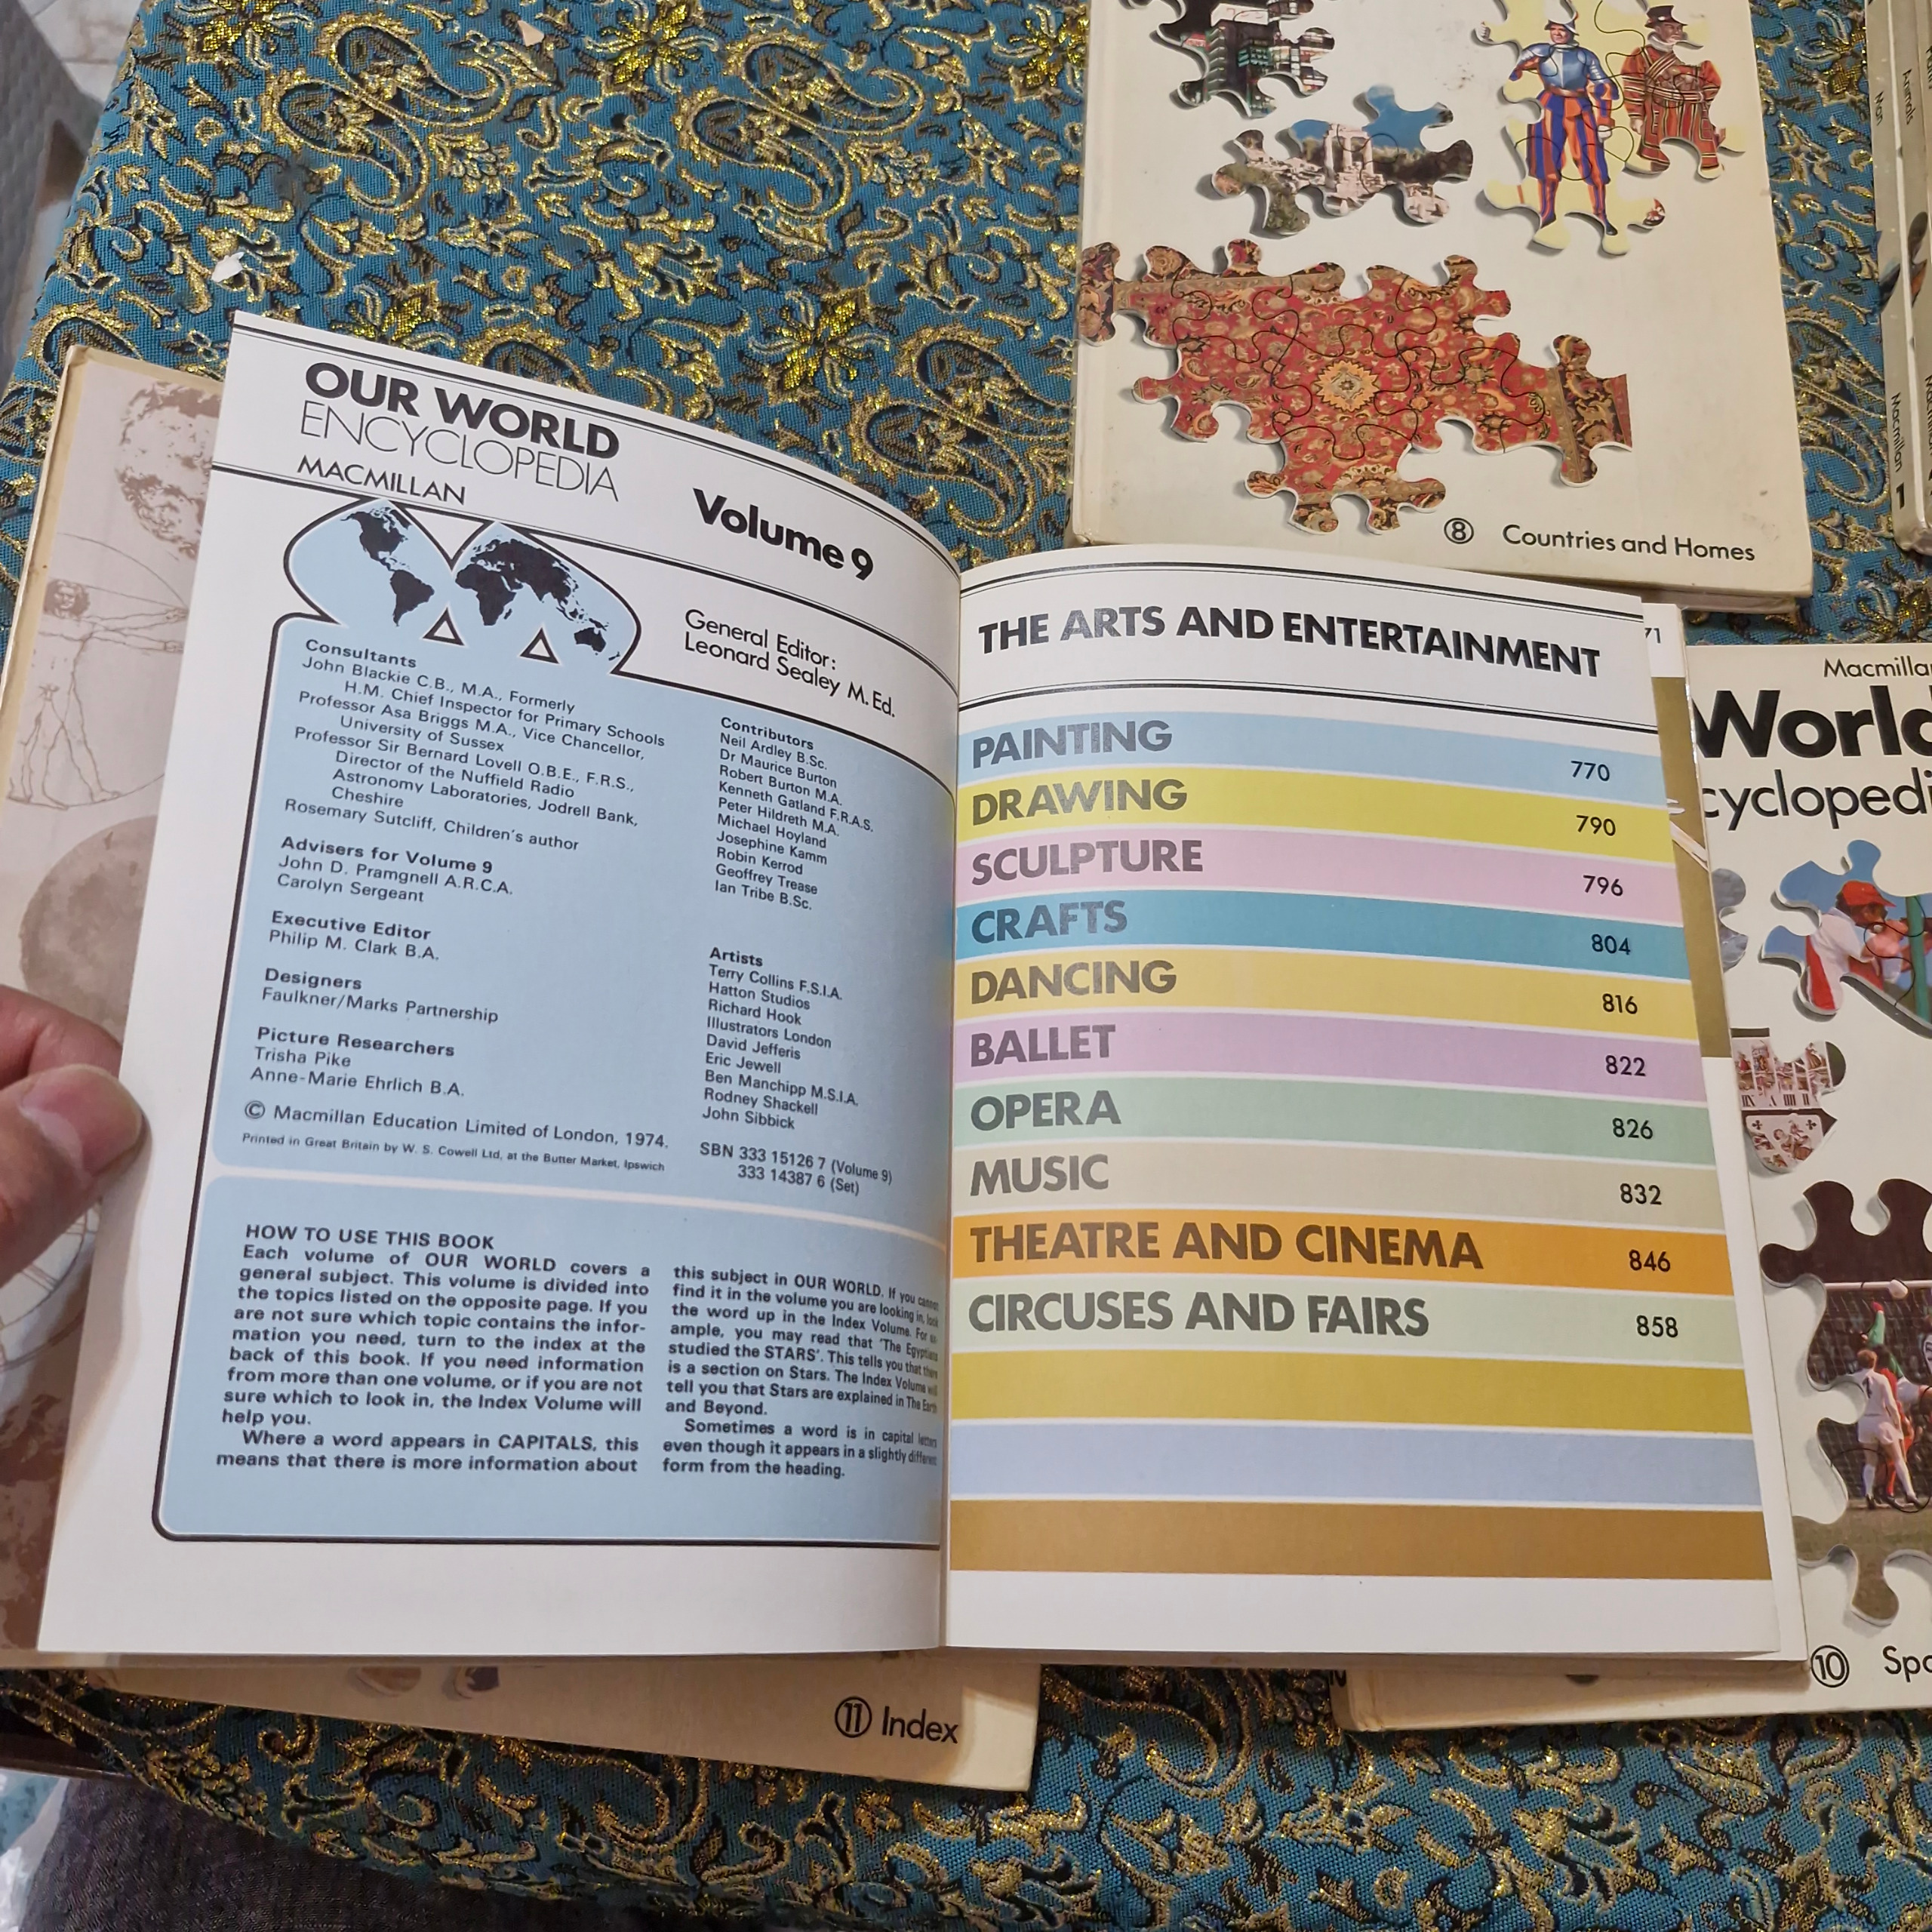 OUR WORLD
ENCYCLOPEDIA
MACMILLAN
Volume 9
General Editor:
Leonard Sealey M.Ed.
Consultants
John Blackie C.B., M.A., Formerly
H.M. Chief Inspector for Primary Schools
Professor Asa Briggs M.A., Vice Chancellor,
University of Sussex
Professor Sir Bernard Lovell O.B.E., F.R.S.,
Director of the Nuffield Radio
Astronomy Laboratories, Jodrell Bank,
Cheshire
Rosemary Sutcliff, Children's author
Advisers for Volume 9
John D. Pramgnell A.R.C.A.
Carolyn Sergeant
Executive Editor
Philip M. Clark B.A.
Designers
Faulkner/Marks Partnership
Picture Researchers
Trisha Pike
Anne-Marie Ehrlich B.A.
© Macmillan Education Limited of London, 1974.
Printed in Great Britain by W. S. Cowell Ltd, at the Butter Market, Ipswich
Contributors
Neil Ardley B.Sc.
Dr Maurice Burton
Robert Burton M.A.
Kenneth Gatland F.R.A.S.
Peter Hildreth M.A.
Michael Hoyland
Josephine Kamm
Robin Kerrod
Geoffrey Trease
Ian Tribe B.Sc.
Artists
Terry Collins F.S.I.A.
Hatton Studios
Richard Hook
Illustrators London
David Jefferis
Eric Jewell
Ben Manchipp M.S.I.A.
Rodney Shackell
John Sibbick
SBN 333 15126 7 (Volume 9)
333 14387 6 (Set)
HOW TO USE THIS BOOK
Each volume of OUR WORLD covers a
general subject. This volume is divided into
the topics listed on the opposite page. If you
are not sure which topic contains the infor-
mation you need, turn to the index at the
back of this book. If you need information
from more than one volume, or if you are not
sure which to look in, the Index Volume will
help you.
Where a word appears in CAPITALS, this
means that there is more information about
this subject in OUR WORLD. If you cannot
find it in the volume you are looking in, look
the word up in the Index Volume. For ex-
ample, you may read that 'The Egyptians
studied the STARS'. This tells you that there
is a section on Stars. The Index Volume will
tell you that Stars are explained in The Earth
and Beyond.
Sometimes a word is in capital letters
even though it appears in a slightly different
form from the heading.
THE ARTS AND ENTERTAINMENT
PAINTING 770
DRAWING 790
SCULPTURE 796
CRAFTS 804
DANCING 816
BALLET 822
OPERA 826
MUSIC 832
THEATRE AND CINEMA 846
CIRCUSES AND FAIRS 858
71
⑧ Countries and Homes
Man
Animals
Macmillan 1
Macmilla
World
cyclopedi
⑩ Spo
⑪ Index